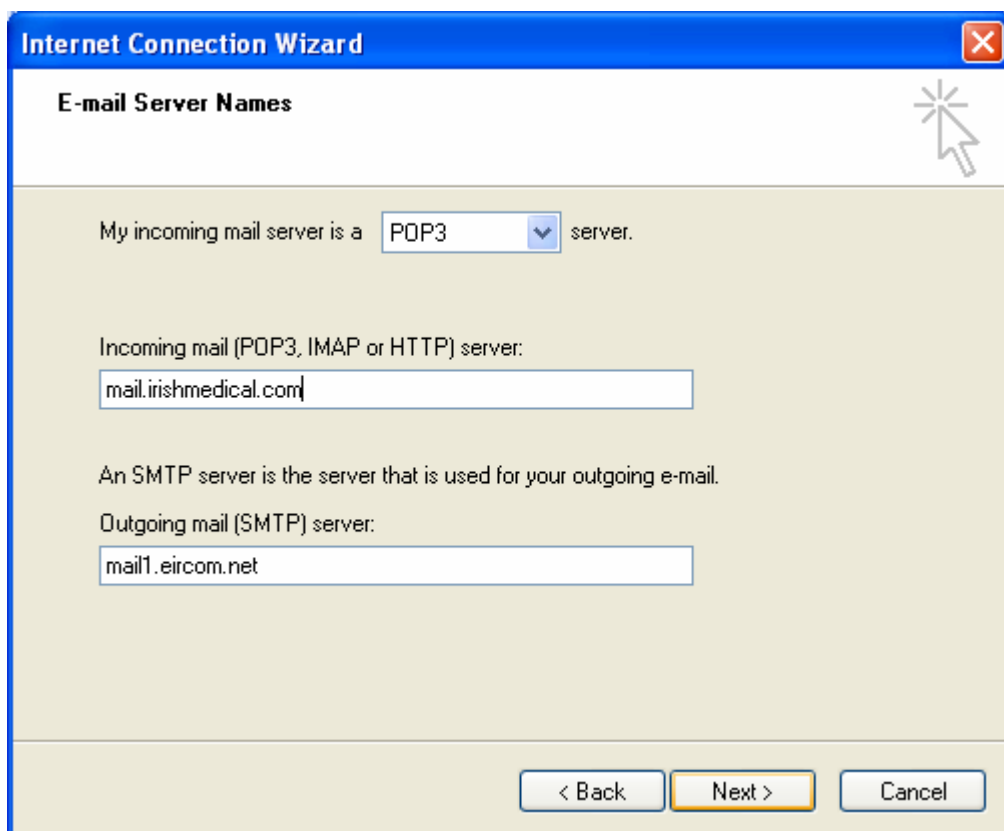 Internet Connection Wizard
E-mail Server Names
My incoming mail server is a POP3 server.
Incoming mail (POP3, IMAP or HTTP) server:
mail.irishmedical.com
An SMTP server is the server that is used for your outgoing e-mail.
Outgoing mail (SMTP) server:
mail1.eircom.net
< Back Next > Cancel